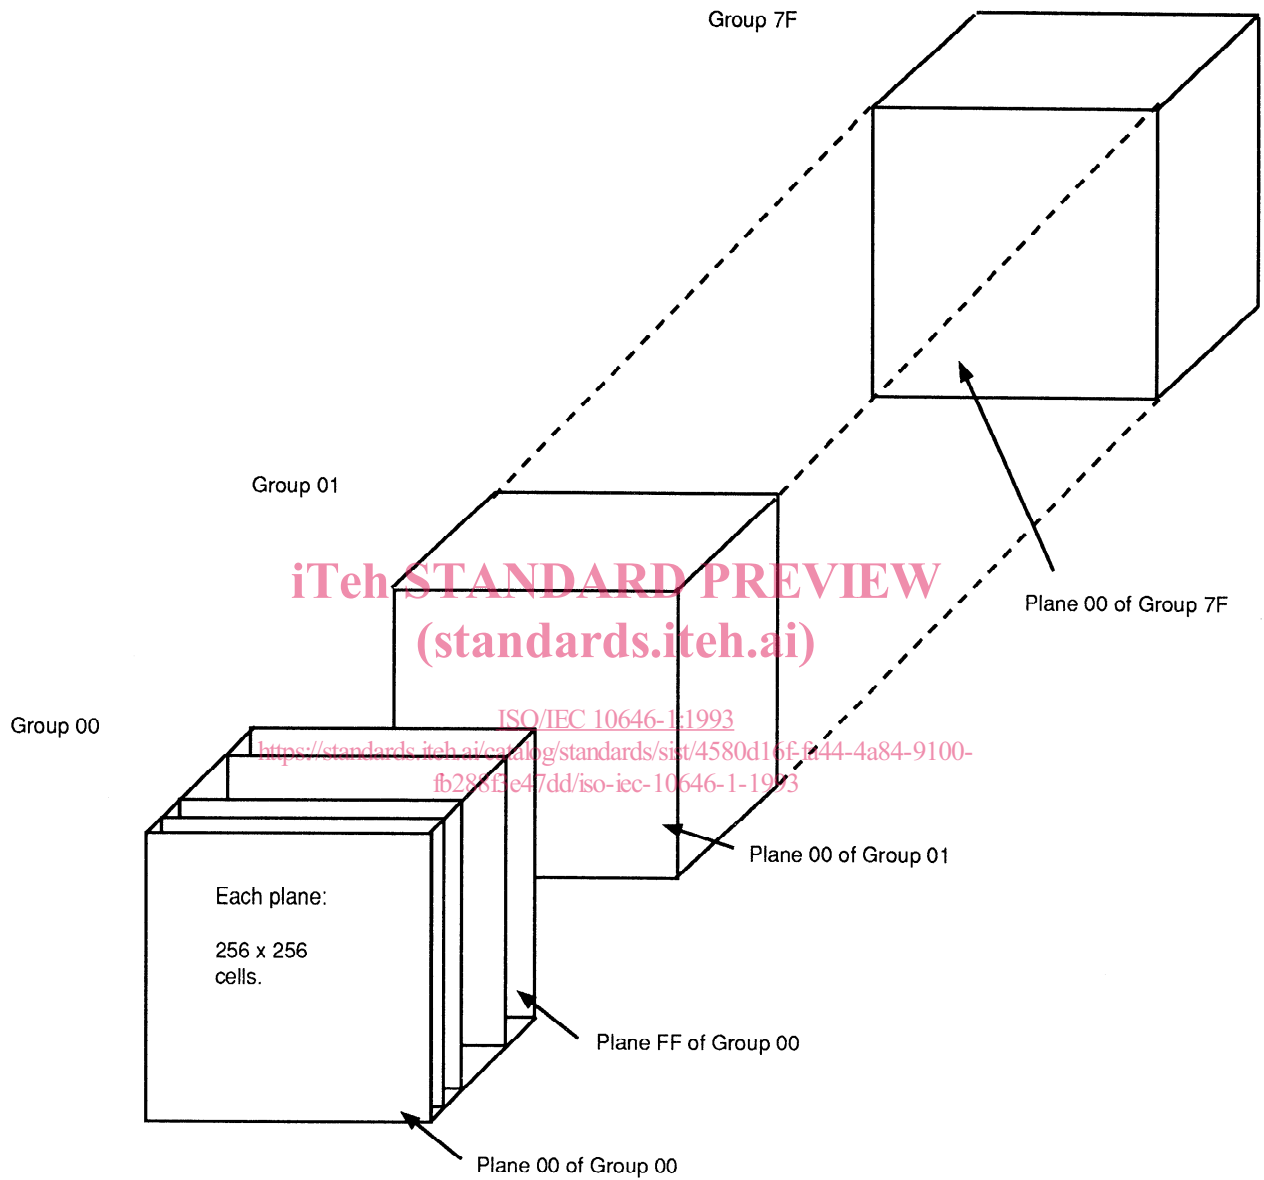 Group 7F
Group 01
iTeh STANDARD PREVIEW
(standards.iteh.ai)
Plane 00 of Group 7F
Group 00
ISO/IEC 10646-1:1993
https://standards.iteh.ai/catalog/standards/sist/4580d16f-fa44-4a84-9100-
fb288f3e47dd/iso-iec-10646-1-1993
Plane 00 of Group 01
Each plane:
256 x 256
cells.
Plane FF of Group 00
Plane 00 of Group 00